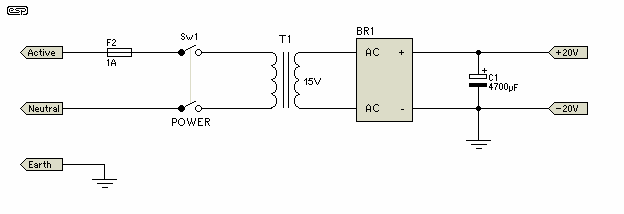 esp
Active
F2
1A
Sw1
POWER
T1
15V
BR1
AC +
AC -
+
C1
4700µF
+20V
-20V
Neutral
Earth